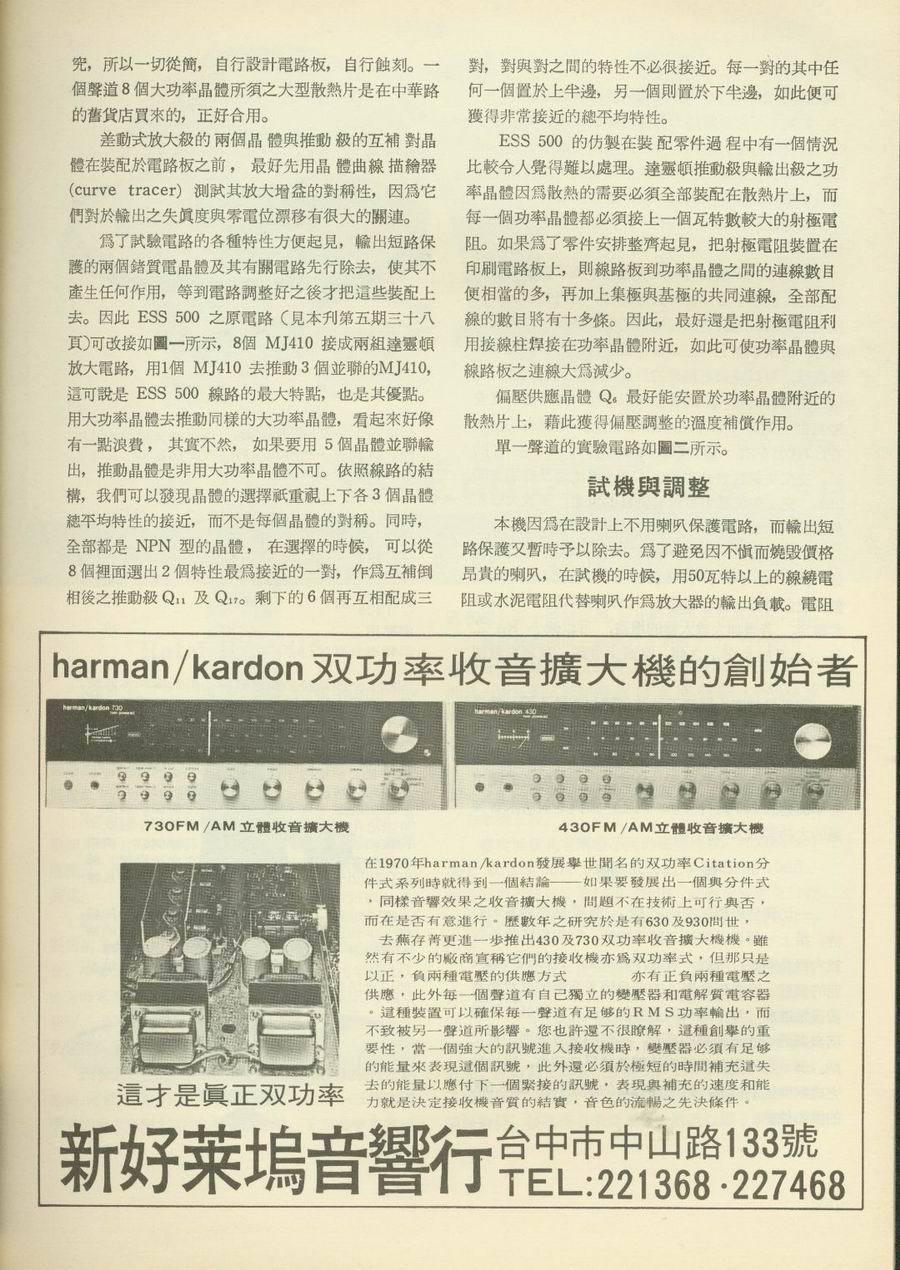 究，所以一切從簡，自行設計電路板，自行蝕刻。一
個聲道8個大功率晶體所須之大型散熱片是在中華路
的舊貨店買來的，正好合用。
差動式放大級的兩個晶體與推動級的互補對晶
體在裝配於電路板之前，最好先用晶體曲線描繪器
(curve tracer) 測試其放大增益的對稱性，因爲它
們對於輸出之失眞度與零電位漂移有很大的關連。
爲了試驗電路的各種特性方便起見，輸出短路保
護的兩個鍺質電晶體及其有關電路先行除去，使其不
產生任何作用，等到電路調整好之後才把這些裝配上
去。因此 ESS 500 之原電路（見本刋第五期三十八
頁)可改接如圖一所示，8個 MJ410 接成兩組達靈頓
放大電路，用1個 MJ410 去推動3個並聯的MJ410，
這可說是 ESS 500 線路的最大特點，也是其優點。
用大功率晶體去推動同樣的大功率晶體，看起來好像
有一點浪費，其實不然，如果要用 5個晶體並聯輸
出，推動晶體是非用大功率晶體不可。依照線路的結
構，我們可以發現晶體的選擇祇重視上下各3個晶體
總平均特性的接近，而不是每個晶體的對稱。同時，
全部都是 NPN 型的晶體，在選擇的時候，可以從
8個裡面選出2個特性最爲接近的一對，作爲互補倒
相後之推動級 Q₁₁ 及 Q₁₇。剩下的6個再互相配成三
對，對與對之間的特性不必很接近。每一對的其中任
何一個置於上半邊，另一個則置於下半邊，如此便可
獲得非常接近的總平均特性。
ESS 500 的仿製在裝配零件過程中有一個情況
比較令人覺得難以處理。達靈頓推動級與輸出級之功
率晶體因爲散熱的需要必須全部裝配在散熱片上，而
每一個功率晶體都必須接上一個瓦特數較大的射極電
阻。如果爲了零件安排整齊起見，把射極電阻裝置在
印刷電路板上，則線路板到功率晶體之間的連線數目
便相當的多，再加上集極與基極的共同連線，全部配
線的數目將有十多條。因此，最好還是把射極電阻利
用接線柱焊接在功率晶體附近，如此可使功率晶體與
線路板之連線大爲減少。
偏壓供應晶體 Q₆ 最好能安置於功率晶體附近的
散熱片上，藉此獲得偏壓調整的溫度補償作用。
單一聲道的實驗電路如圖二所示。
試機與調整
本機因爲在設計上不用喇叭保護電路，而輸出短
路保護又暫時予以除去。爲了避免因不愼而燒毀價格
昂貴的喇叭，在試機的時候，用50瓦特以上的線繞電
阻或水泥電阻代替喇叭作爲放大器的輸出負載。電阻
harman/kardon 双功率收音擴大機的創始者
harman/kardon 730
harman/kardon 430
730FM/AM 立體收音擴大機
430FM/AM立體收音擴大機
在1970年harman/kardon發展舉世聞名的双功率Citation分
件式系列時就得到一個結論——如果要發展出一個與分件式
，同樣音響效果之收音擴大機，問題不在技術上可行與否，
而在是否有意進行。歷數年之研究於是有630及930問世，
去蕪存菁更進一步推出430及730双功率收音擴大機機。雖
然有不少的廠商宣稱它們的接收機亦爲双功率式，但那只是
以正，負兩種電壓的供應方式 亦有正負兩種電壓之
供應，此外每一個聲道有自己獨立的變壓器和電解質電容器
。這種裝置可以確保每一聲道有足够的RMS功率輸出，而
不致被另一聲道所影響。您也許還不很瞭解，這種創擧的重
要性，當一個強大的訊號進入接收機時，變壓器必須有足够
的能量來表現這個訊號，此外還必須於極短的時間補充這失
去的能量以應付下一個緊接的訊號，表現與補充的速度和能
力就是決定接收機音質的結實，音色的流暢之先決條件。
這才是眞正双功率
新好莱塢音響行
台中市中山路133號
TEL:221368·227468